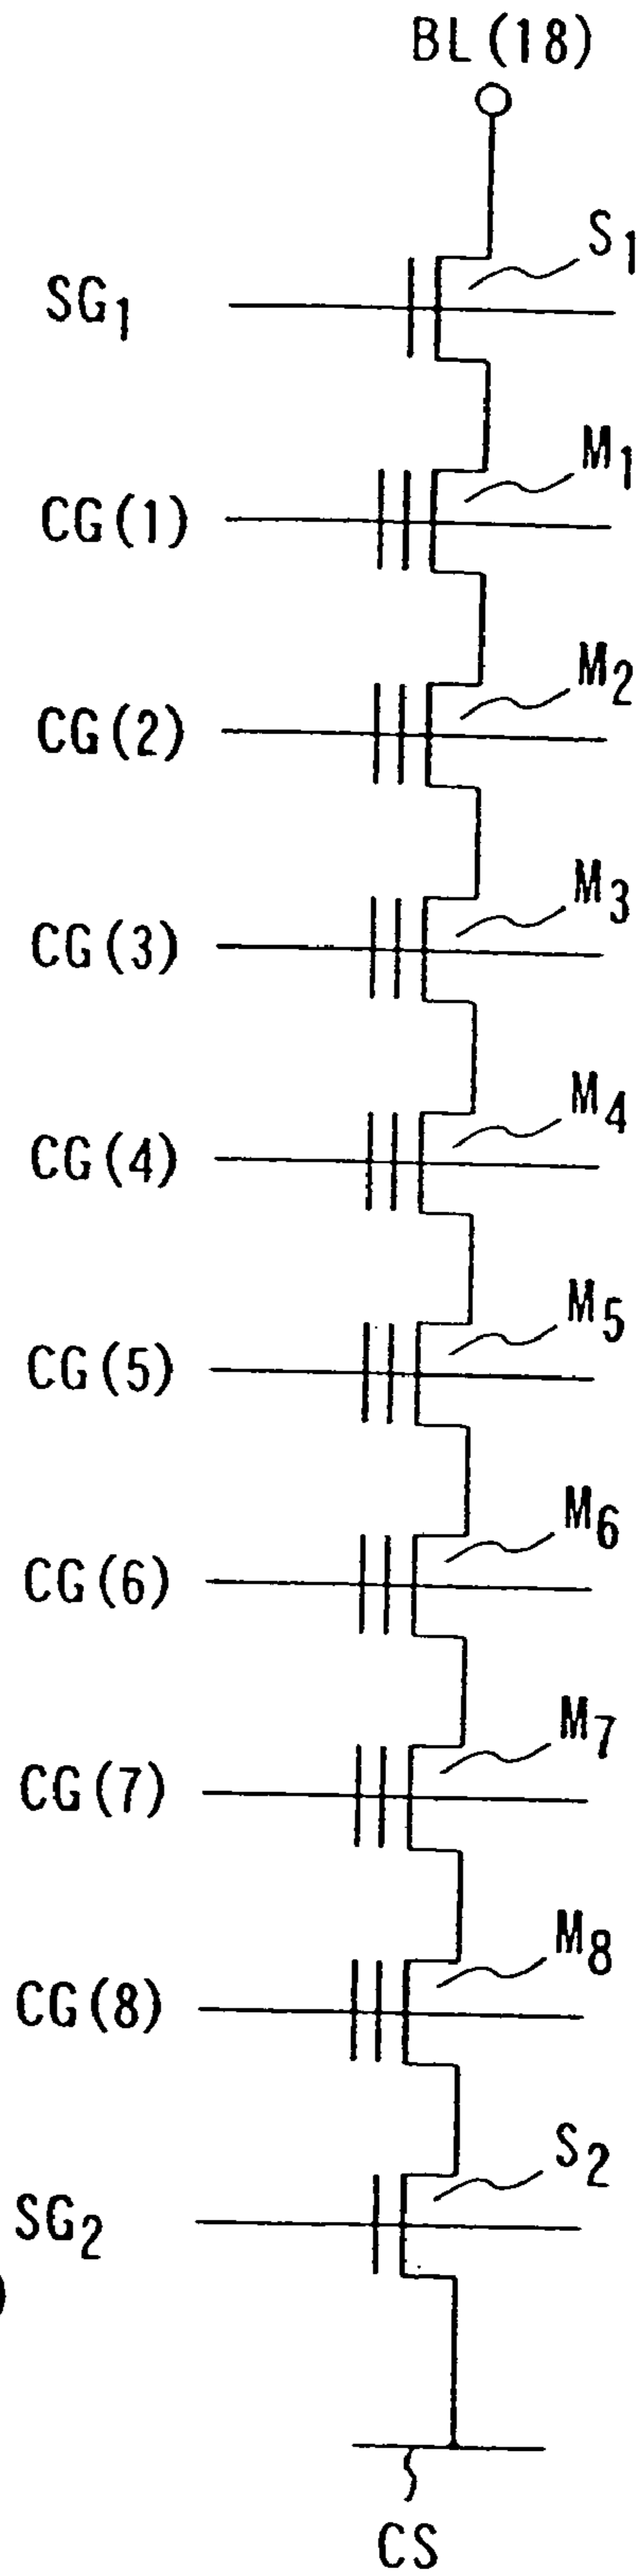 BL(18)
S1
SG1
M1
CG(1)
M2
CG(2)
M3
CG(3)
M4
CG(4)
M5
CG(5)
M6
CG(6)
M7
CG(7)
M8
CG(8)
S2
SG2
CS